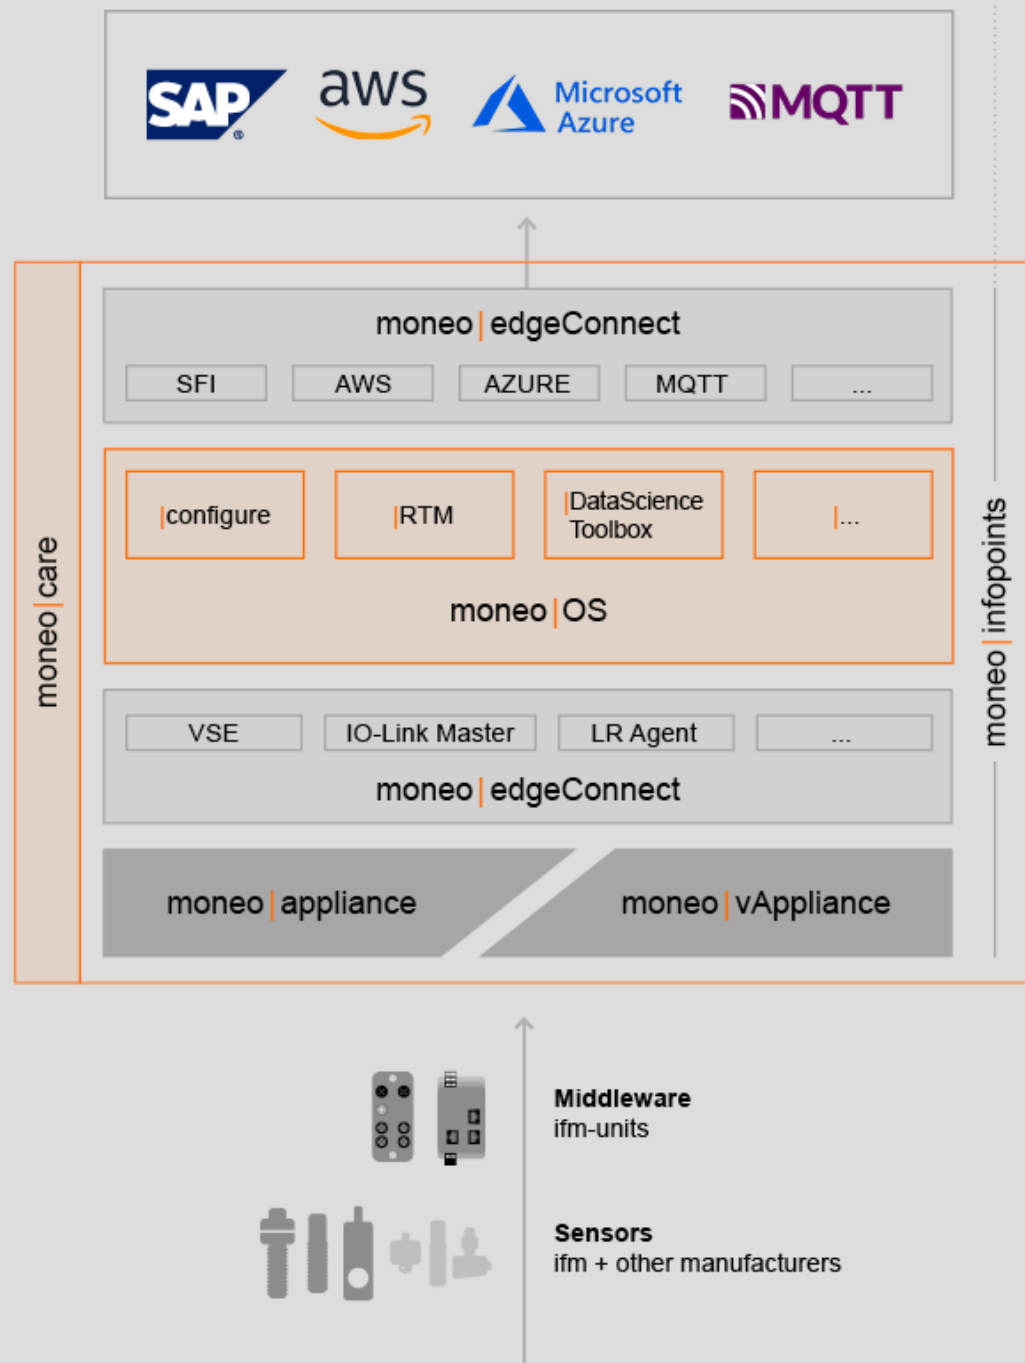 SAP®
aws
Microsoft
Azure
MQTT
moneo|edgeConnect
SFI
AWS
AZURE
MQTT
...
|configure
|RTM
|DataScience
Toolbox
|...
moneo|OS
VSE
IO-Link Master
LR Agent
...
moneo|edgeConnect
moneo|appliance
moneo|vAppliance
moneo|care
moneo|infopoints
Middleware
ifm-units
Sensors
ifm + other manufacturers